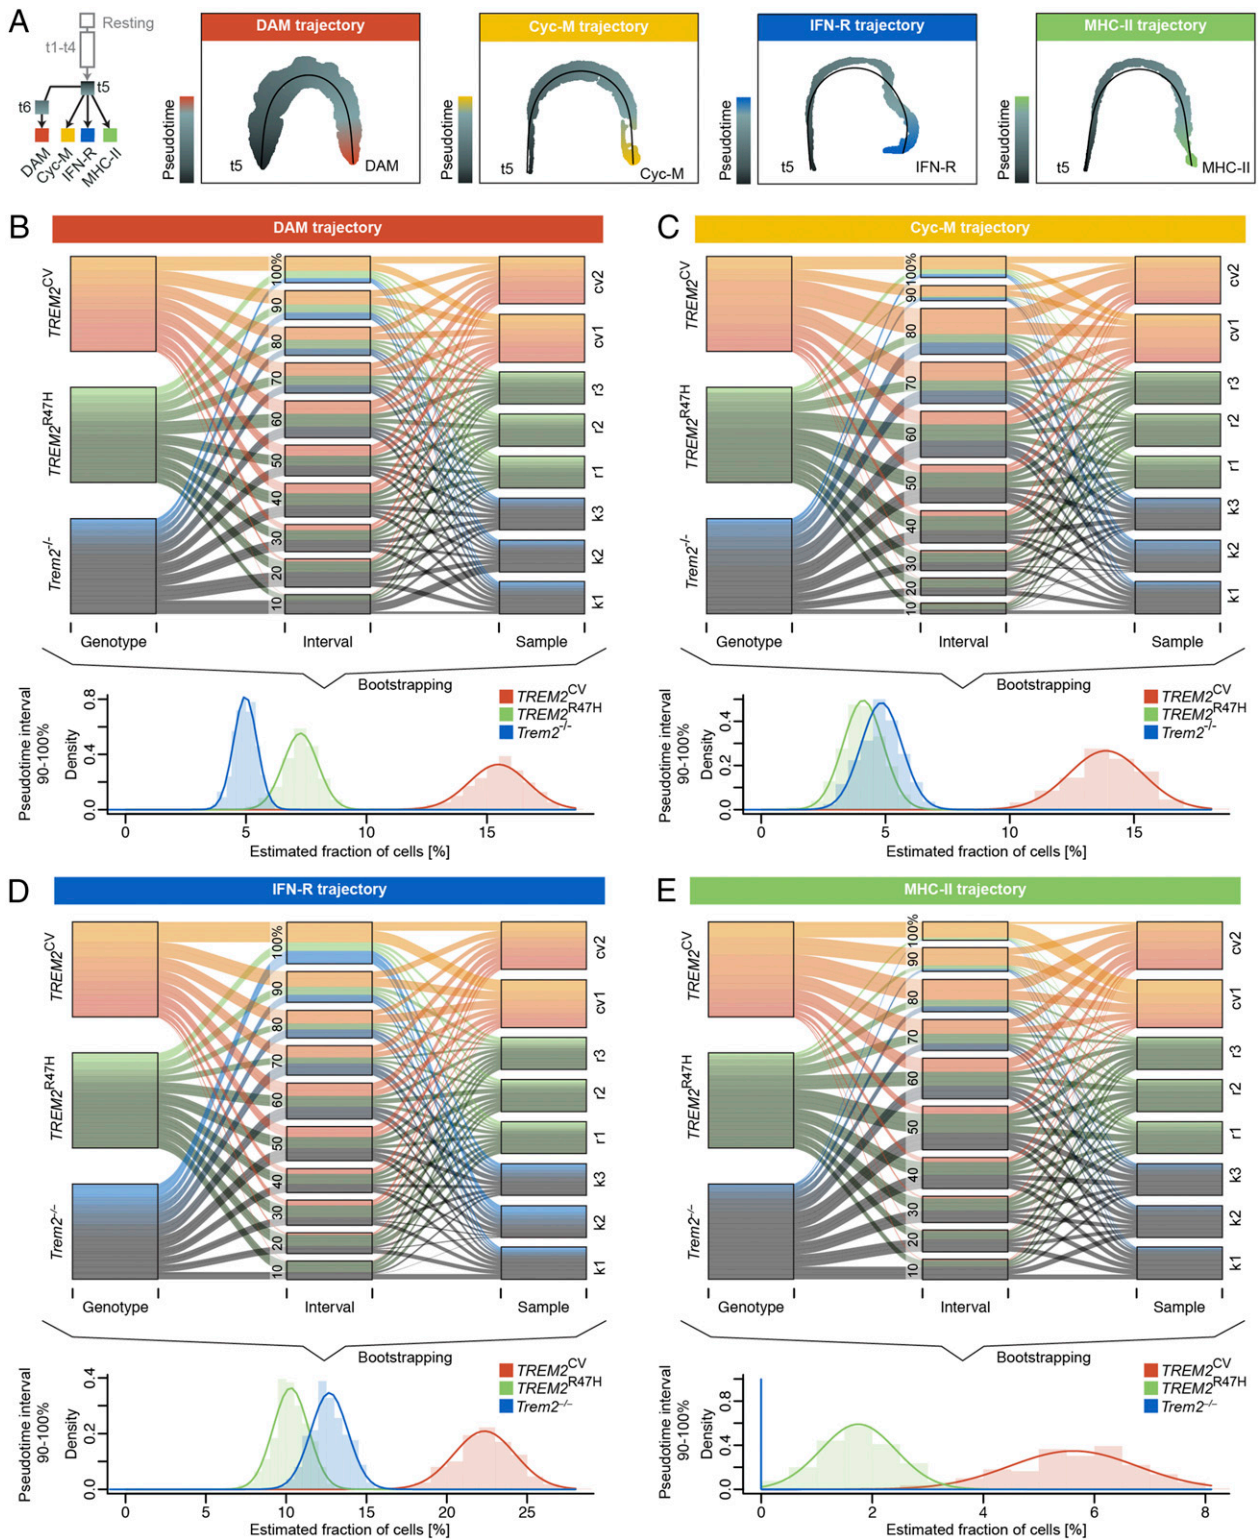 A
Resting
t1-t4
t5
t6
DAM
Cyc-M
IFN-R
MHC-II
DAM trajectory
Pseudotime
t5
DAM
Cyc-M trajectory
Pseudotime
t5
Cyc-M
IFN-R trajectory
Pseudotime
t5
IFN-R
MHC-II trajectory
Pseudotime
t5
MHC-II
B
DAM trajectory
TREM2CV
TREM2R47H
Trem2-/-
100%
90
80
70
60
50
40
30
20
10
cv2
cv1
r3
r2
r1
k3
k2
k1
Genotype
Interval
Sample
Bootstrapping
Pseudotime interval
90-100%
Density
0.8
0.4
0.0
TREM2CV
TREM2R47H
Trem2-/-
0 5 10 15
Estimated fraction of cells [%]
C
Cyc-M trajectory
TREM2CV
TREM2R47H
Trem2-/-
100%
90
80
70
60
50
40
30
20
10
cv2
cv1
r3
r2
r1
k3
k2
k1
Genotype
Interval
Sample
Bootstrapping
Pseudotime interval
90-100%
Density
0.4
0.2
0.0
TREM2CV
TREM2R47H
Trem2-/-
0 5 10 15
Estimated fraction of cells [%]
D
IFN-R trajectory
TREM2CV
TREM2R47H
Trem2-/-
100%
90
80
70
60
50
40
30
20
10
cv2
cv1
r3
r2
r1
k3
k2
k1
Genotype
Interval
Sample
Bootstrapping
Pseudotime interval
90-100%
Density
0.4
0.2
0.0
TREM2CV
TREM2R47H
Trem2-/-
0 5 10 15 20 25
Estimated fraction of cells [%]
E
MHC-II trajectory
TREM2CV
TREM2R47H
Trem2-/-
100%
90
80
70
60
50
40
30
20
10
cv2
cv1
r3
r2
r1
k3
k2
k1
Genotype
Interval
Sample
Bootstrapping
Pseudotime interval
90-100%
Density
0.8
0.4
0.0
TREM2CV
TREM2R47H
Trem2-/-
0 2 4 6 8
Estimated fraction of cells [%]